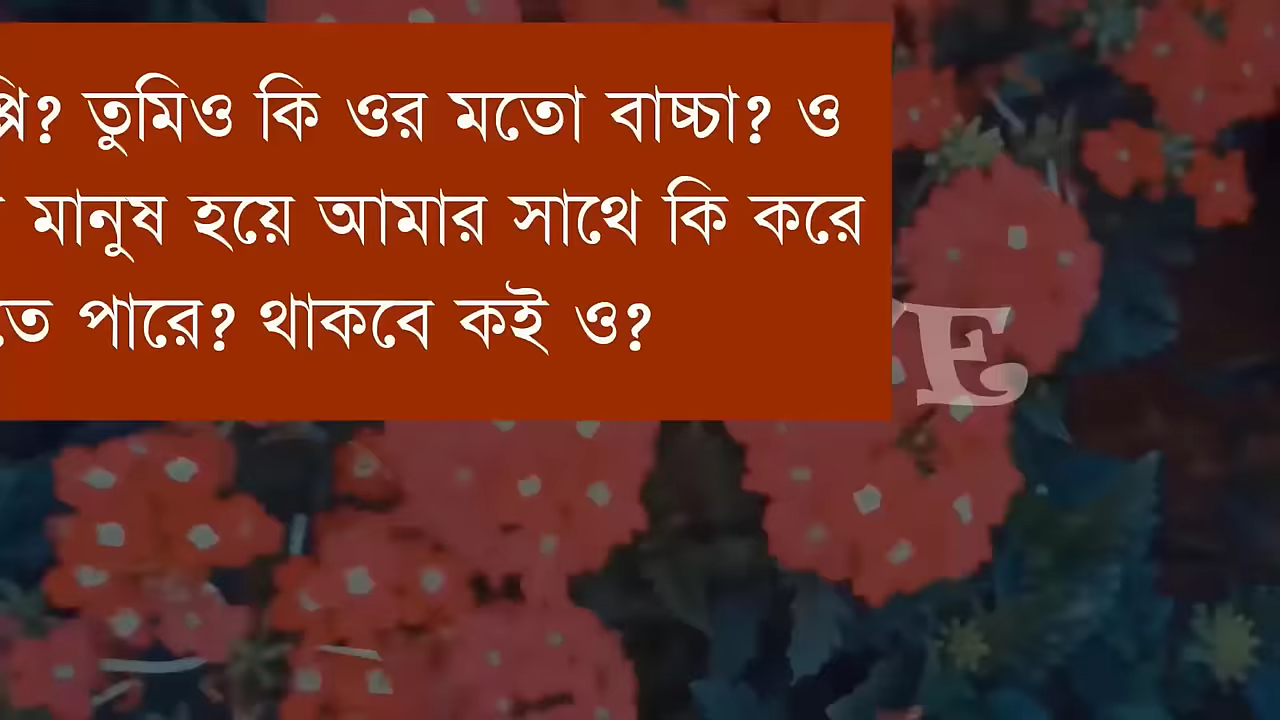 তুমিও কি ওর মতো বাচ্চা? ও
মানুষ হয়ে আমার সাথে কি করে
পারে? থাকবে কই ও?